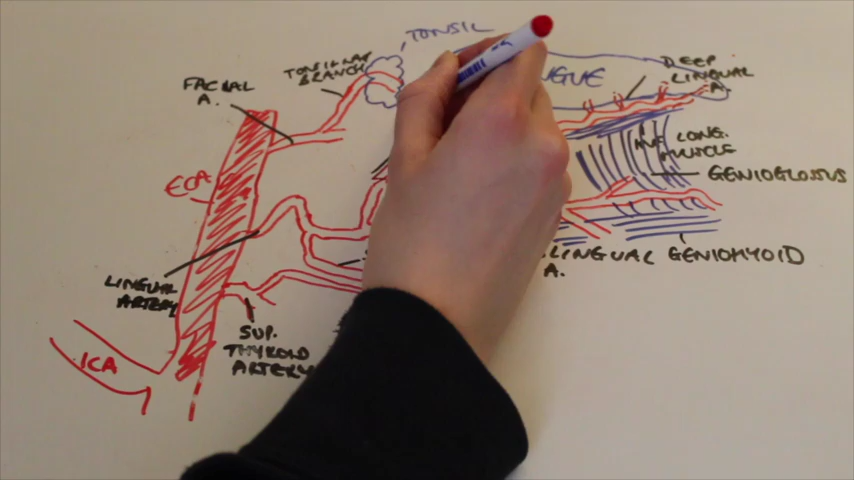 TONSIL
TONSILLAR
BRANCH
FACIAL
A.
DEEP
LINGUAL
A.
ECA
LONG.
MUSCLE
GENIOGLOSSUS
LINGUAL
ARTERY
LINGUAL
A.
GENIOHYOID
SUP.
THYROID
ARTERY
ICA